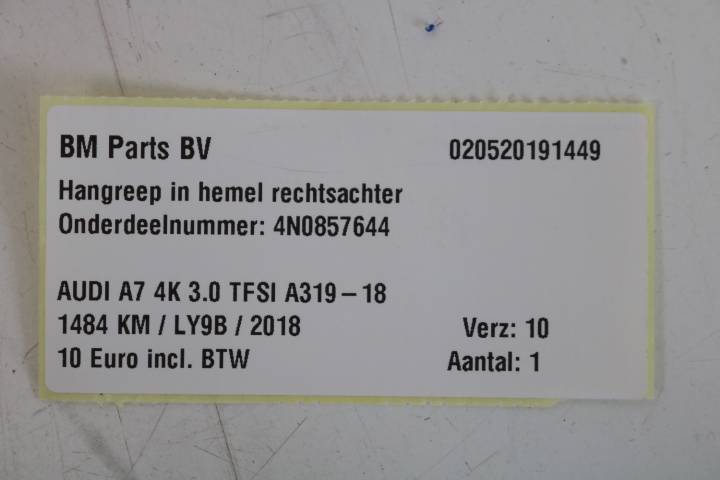 BM Parts BV 020520191449
Hangreep in hemel rechtsachter
Onderdeelnummer: 4N0857644
AUDI A7 4K 3.0 TFSI A319-18
1484 KM / LY9B / 2018 Verz: 10
10 Euro incl. BTW Aantal: 1